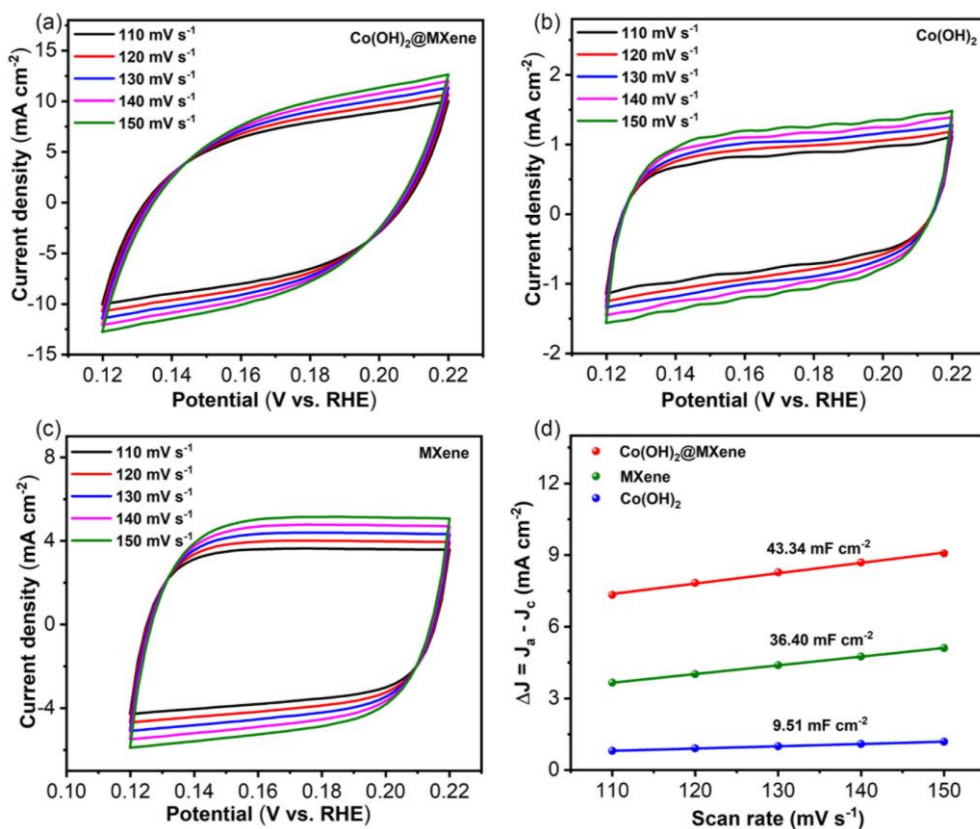 (a)
110 mV s⁻¹
120 mV s⁻¹
130 mV s⁻¹
140 mV s⁻¹
150 mV s⁻¹
Co(OH)₂@MXene
Current density (mA cm⁻²)
15
10
5
0
-5
-10
-15
0.10 0.12 0.14 0.16 0.18 0.20 0.22
Potential (V vs. RHE)
(b)
110 mV s⁻¹
120 mV s⁻¹
130 mV s⁻¹
140 mV s⁻¹
150 mV s⁻¹
Co(OH)₂
Current density (mA cm⁻²)
2
1
0
-1
-2
0.12 0.14 0.16 0.18 0.20 0.22
Potential (V vs. RHE)
(c)
110 mV s⁻¹
120 mV s⁻¹
130 mV s⁻¹
140 mV s⁻¹
150 mV s⁻¹
MXene
Current density (mA cm⁻²)
8
4
0
-4
0.10 0.12 0.14 0.16 0.18 0.20 0.22
Potential (V vs. RHE)
(d)
Co(OH)₂@MXene
MXene
Co(OH)₂
43.34 mF cm⁻²
36.40 mF cm⁻²
9.51 mF cm⁻²
ΔJ = Jₐ - J_c (mA cm⁻²)
12
9
6
3
0
110 120 130 140 150
Scan rate (mV s⁻¹)